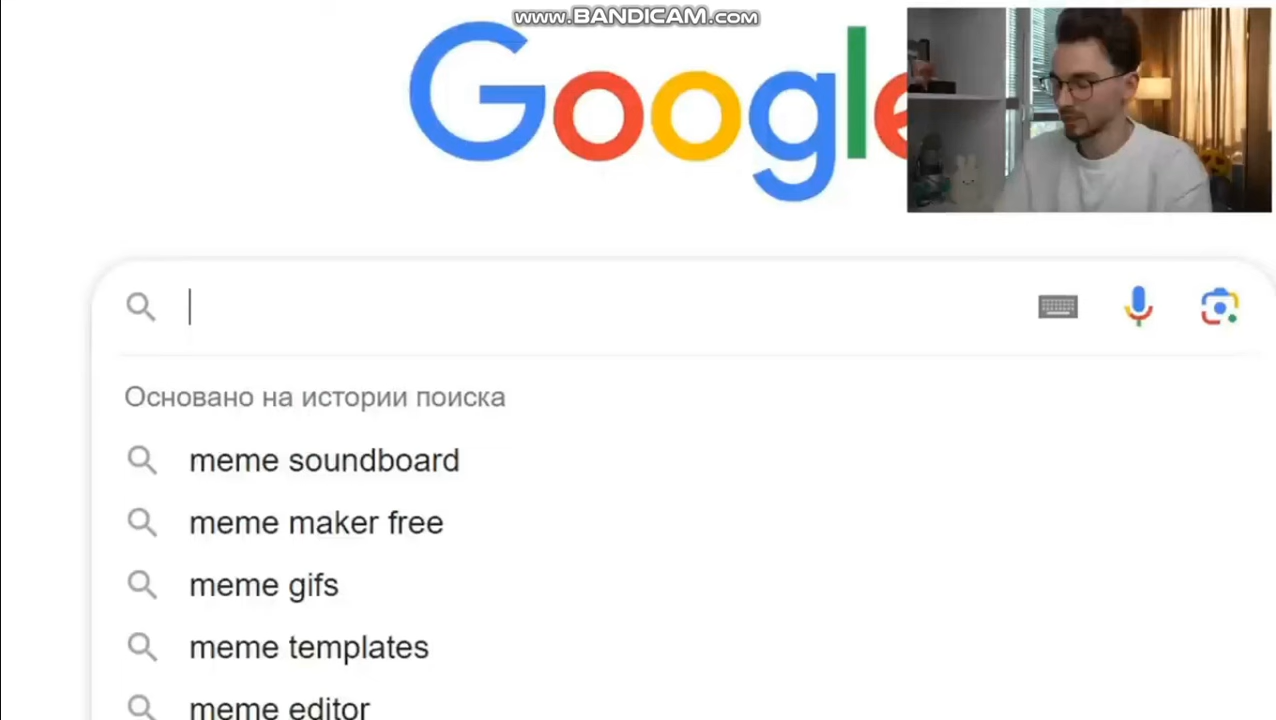 www.BANDICAM.com
Google
Основано на истории поиска
meme soundboard
meme maker free
meme gifs
meme templates
meme editor